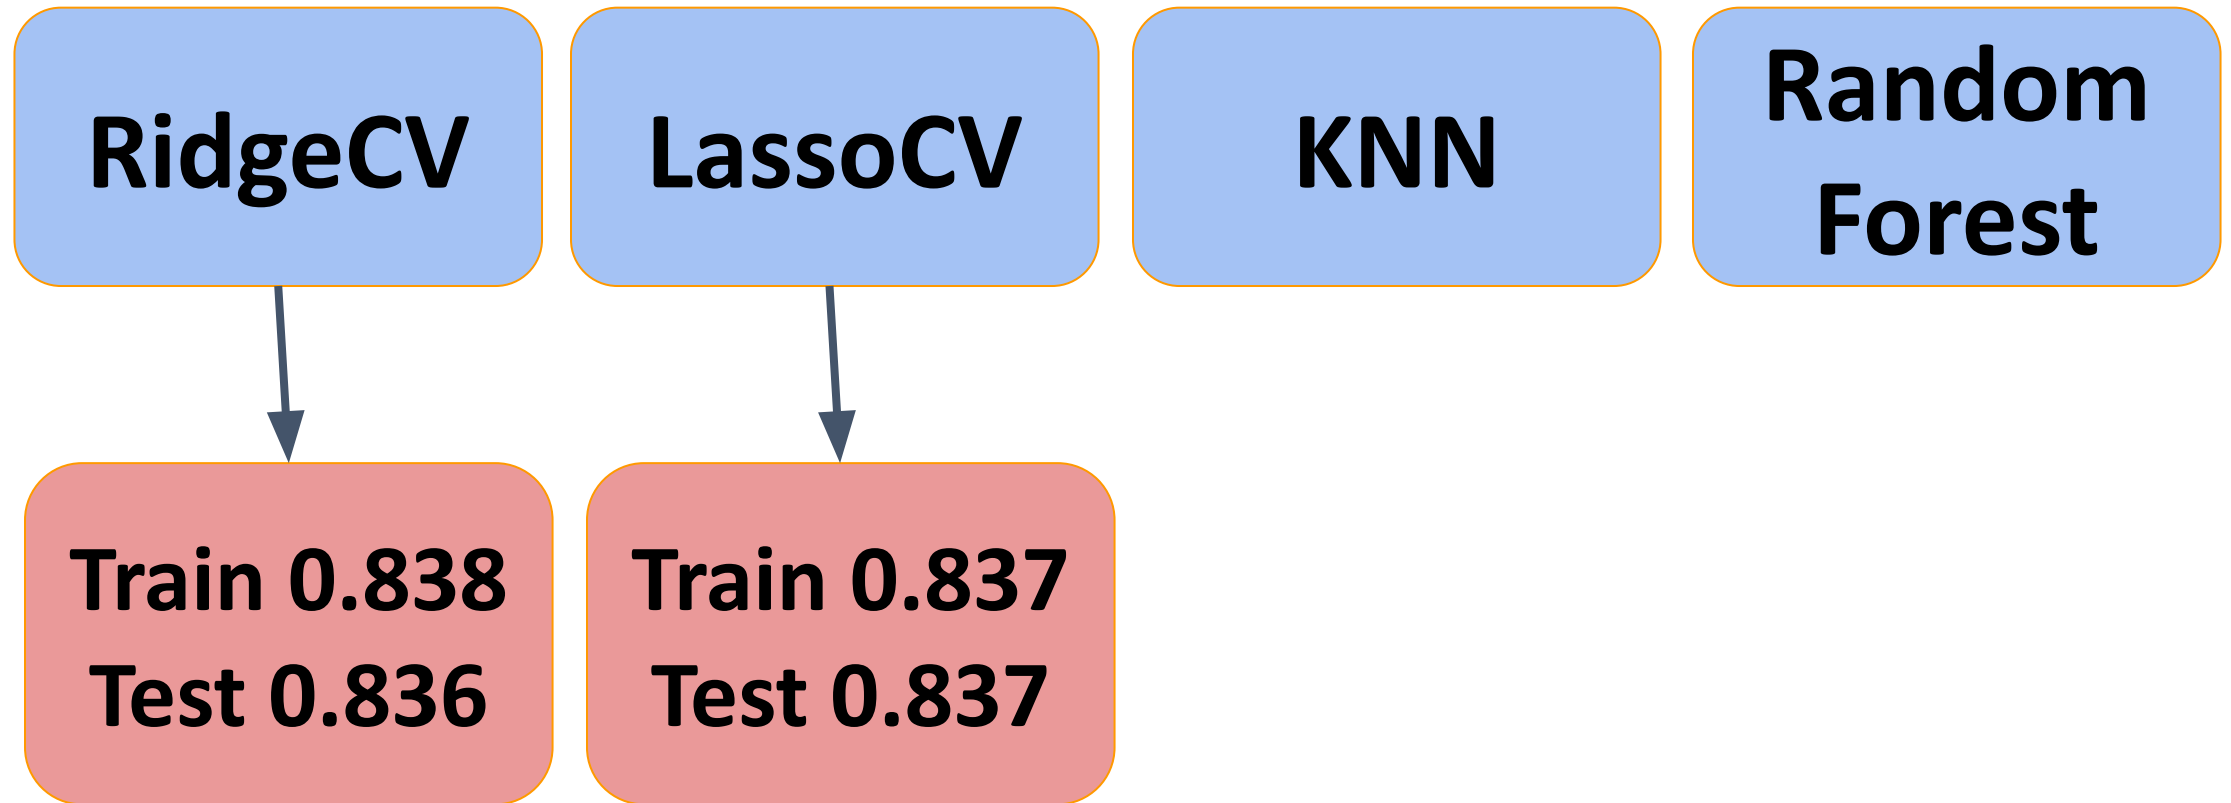 RidgeCV
LassoCV
KNN
Random
Forest
Train 0.838
Test 0.836
Train 0.837
Test 0.837